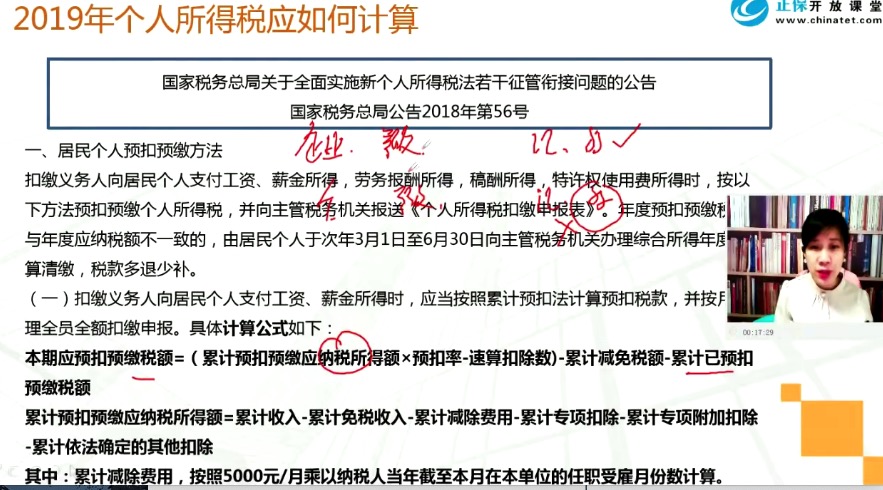 2019年个人所得税应如何计算
正保开放课堂
www.chinatet.com
国家税务总局关于全面实施新个人所得税法若干征管衔接问题的公告
国家税务总局公告2018年第56号
一、居民个人预扣预缴方法
扣缴义务人向居民个人支付工资、薪金所得，劳务报酬所得，稿酬所得，特许权使用费所得时，按以
下方法预扣预缴个人所得税，并向主管税务机关报送《个人所得税扣缴申报表》。年度预扣预缴税
与年度应纳税额不一致的，由居民个人于次年3月1日至6月30日向主管税务机关办理综合所得年度
算清缴，税款多退少补。
（一）扣缴义务人向居民个人支付工资、薪金所得时，应当按照累计预扣法计算预扣税款，并按月
理全员全额扣缴申报。具体计算公式如下：
本期应预扣预缴税额=（累计预扣预缴应纳税所得额×预扣率-速算扣除数)-累计减免税额-累计已预扣
预缴税额
累计预扣预缴应纳税所得额=累计收入-累计免税收入-累计减除费用-累计专项扣除-累计专项附加扣除
-累计依法确定的其他扣除
其中：累计减除费用，按照5000元/月乘以纳税人当年截至本月在本单位的任职受雇月份数计算。
00:17:29